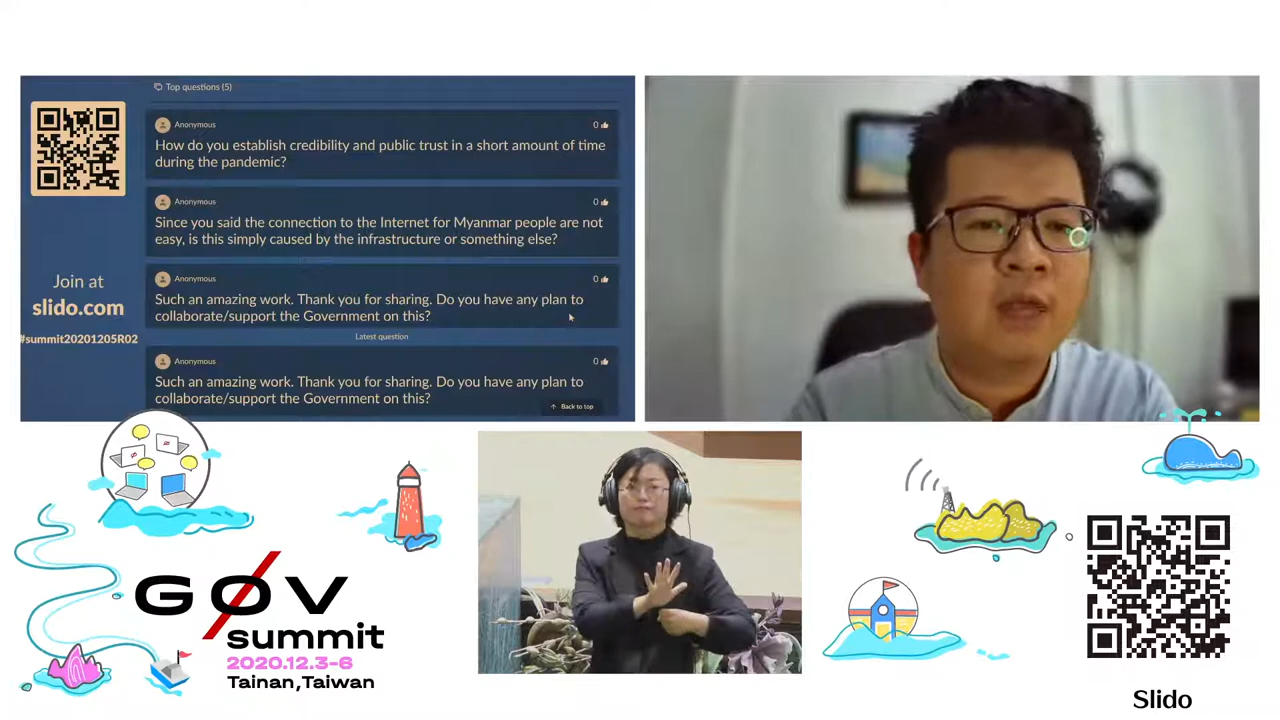 Top questions (5)
Anonymous
0
How do you establish credibility and public trust in a short amount of time
during the pandemic?
Anonymous
0
Since you said the connection to the Internet for Myanmar people are not
easy, is this simply caused by the infrastructure or something else?
Anonymous
0
Such an amazing work. Thank you for sharing. Do you have any plan to
collaborate/support the Government on this?
Latest question
Anonymous
0
Such an amazing work. Thank you for sharing. Do you have any plan to
collaborate/support the Government on this?
Back to top
Join at
slido.com
#summit20201205R02
GØV
summit
2020.12.3-6
Tainan,Taiwan
Slido